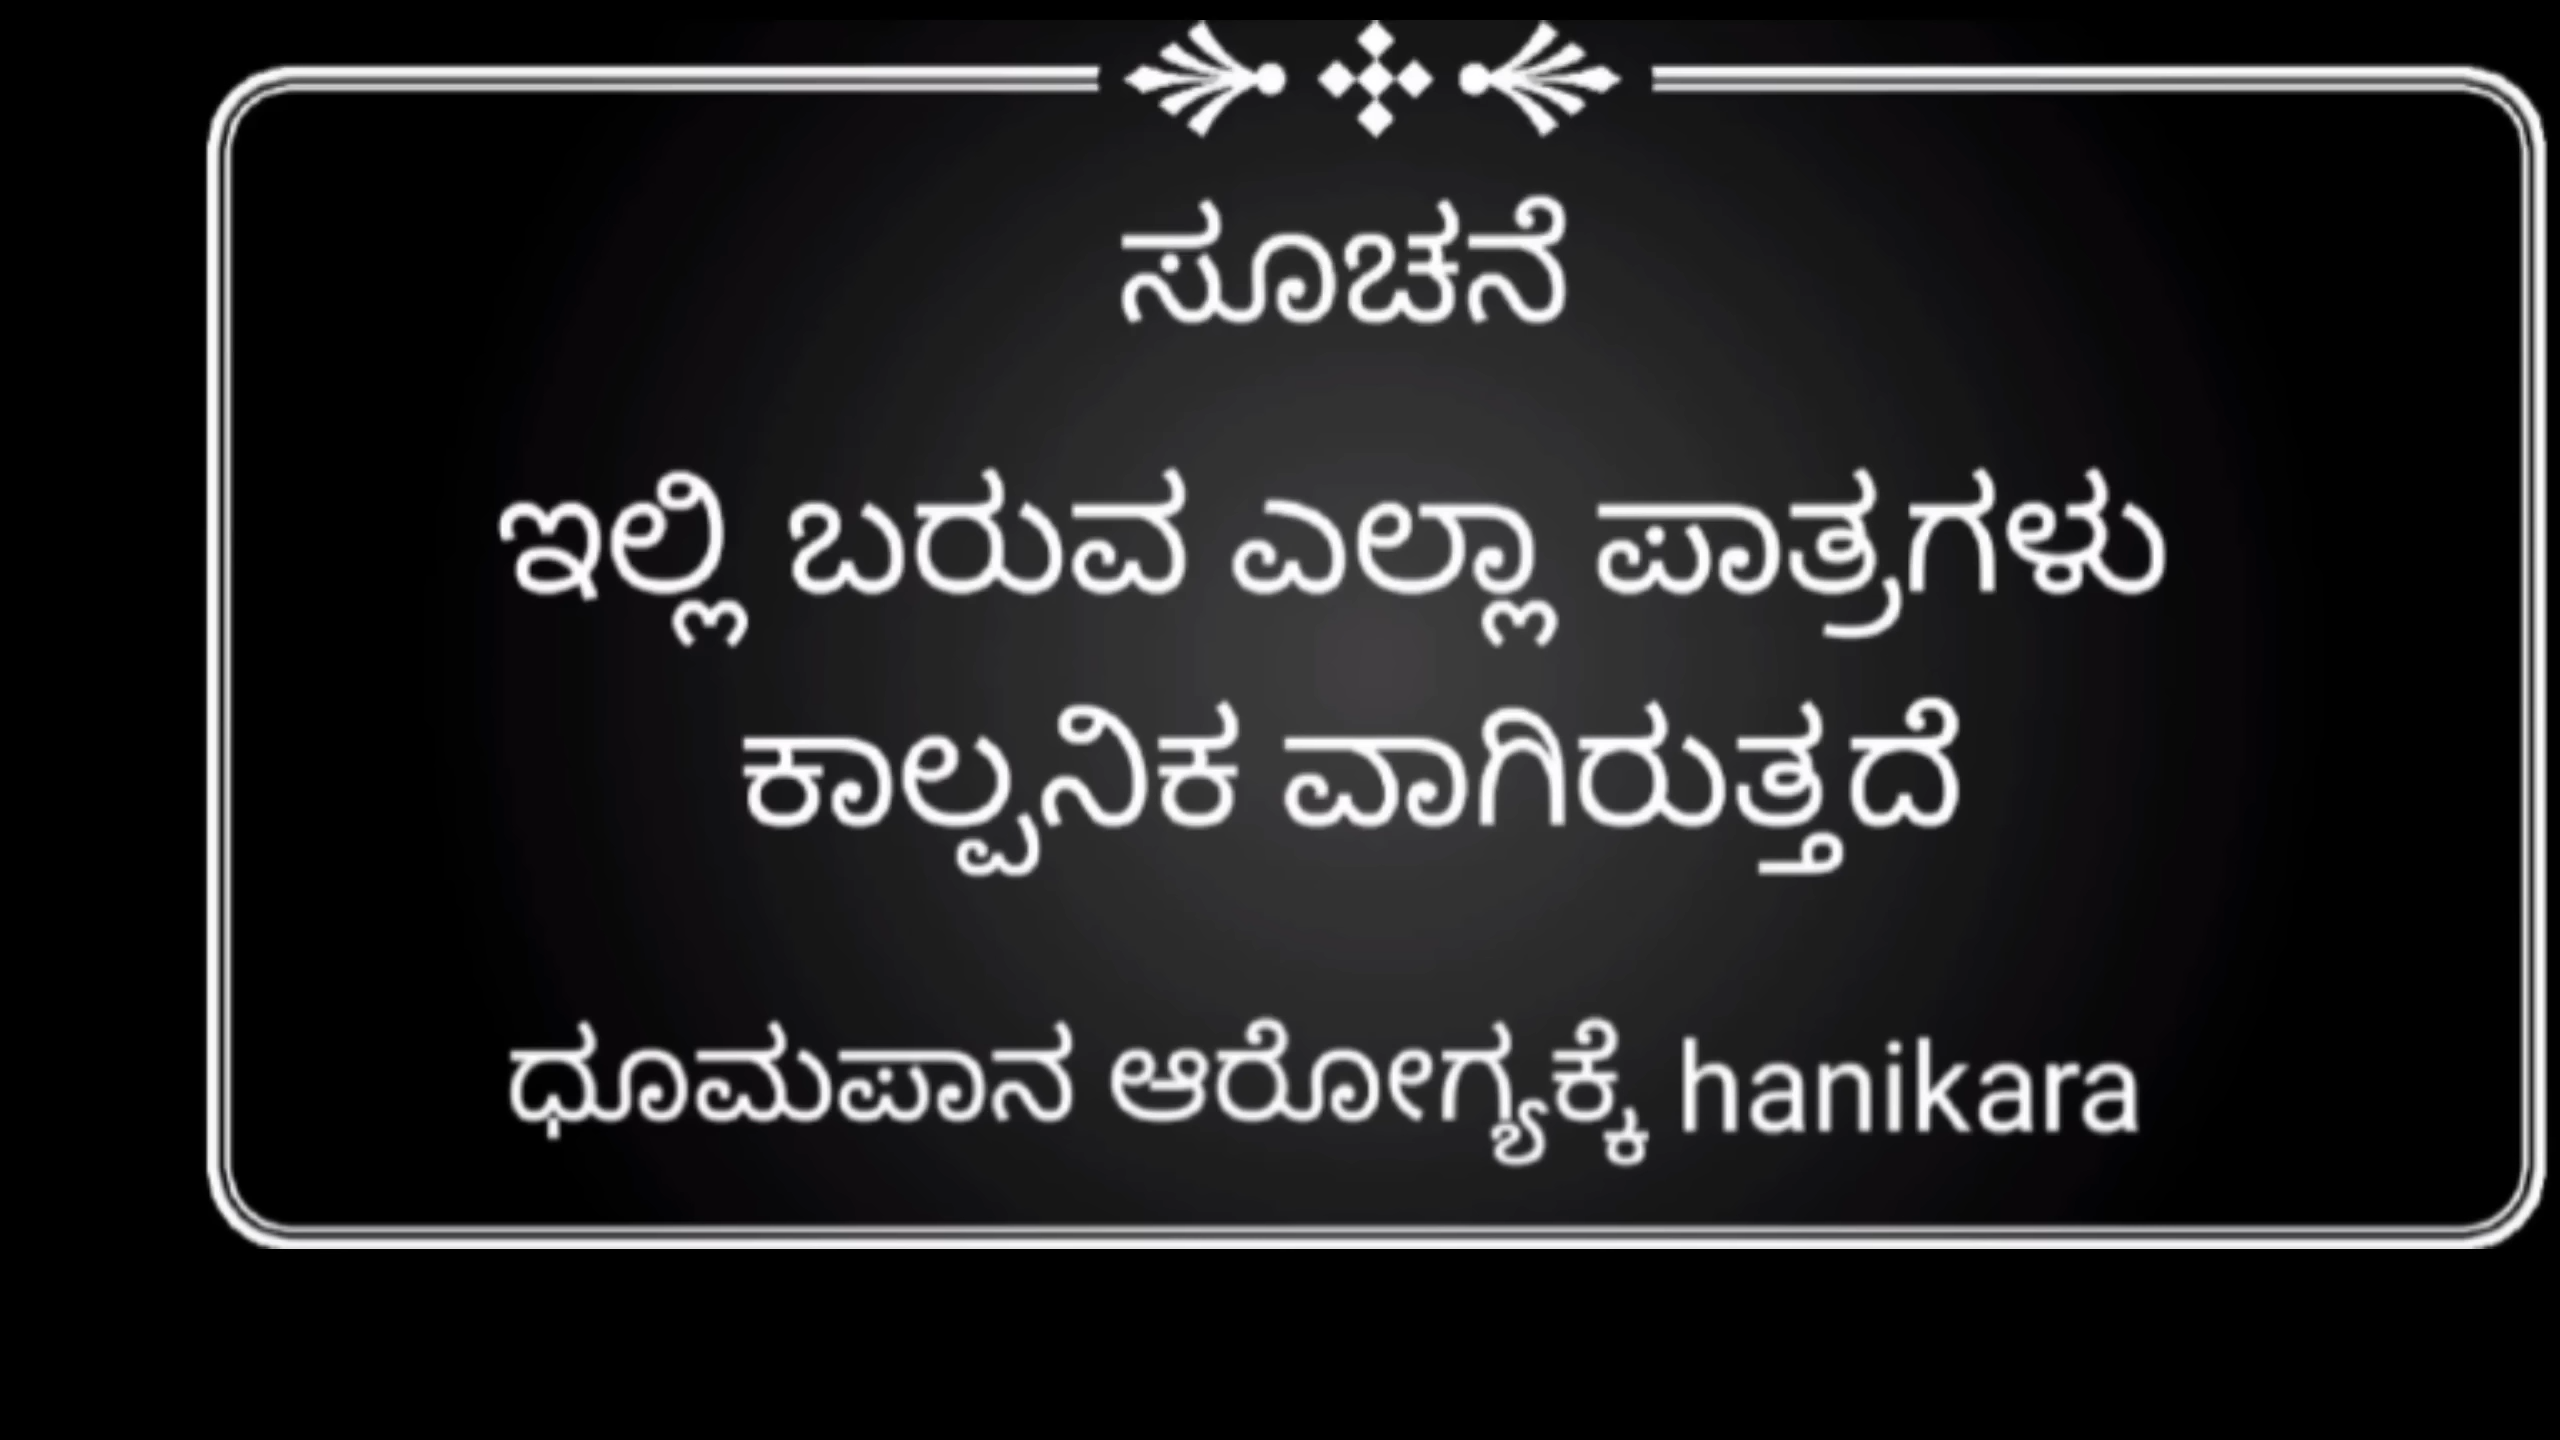 ಸೂಚನೆ
ಇಲ್ಲಿ ಬರುವ ಎಲ್ಲಾ ಪಾತ್ರಗಳು
ಕಾಲ್ಪನಿಕ ವಾಗಿರುತ್ತದೆ
ಧೂಮಪಾನ ಆರೋಗ್ಯಕ್ಕೆ hanikara